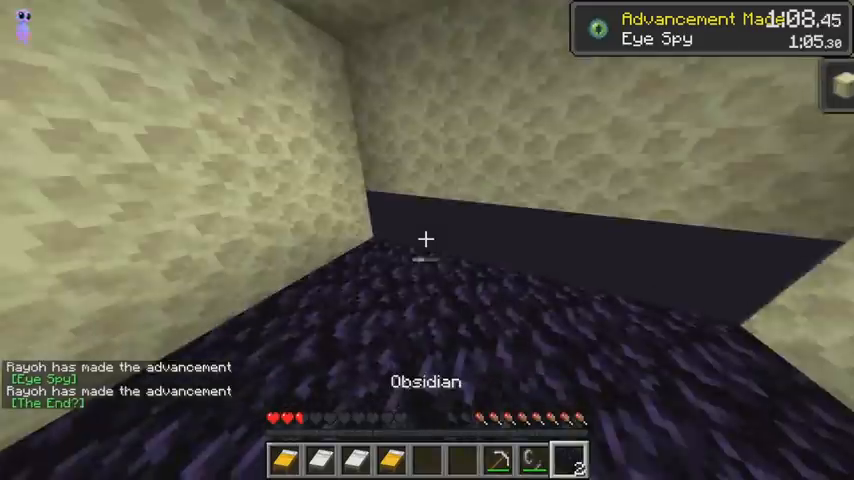 Advancement Made
1:08.45
Eye Spy
1:05.30
Rayoh has made the advancement
[Eye Spy]
Rayoh has made the advancement
[The End?]
Obsidian
2